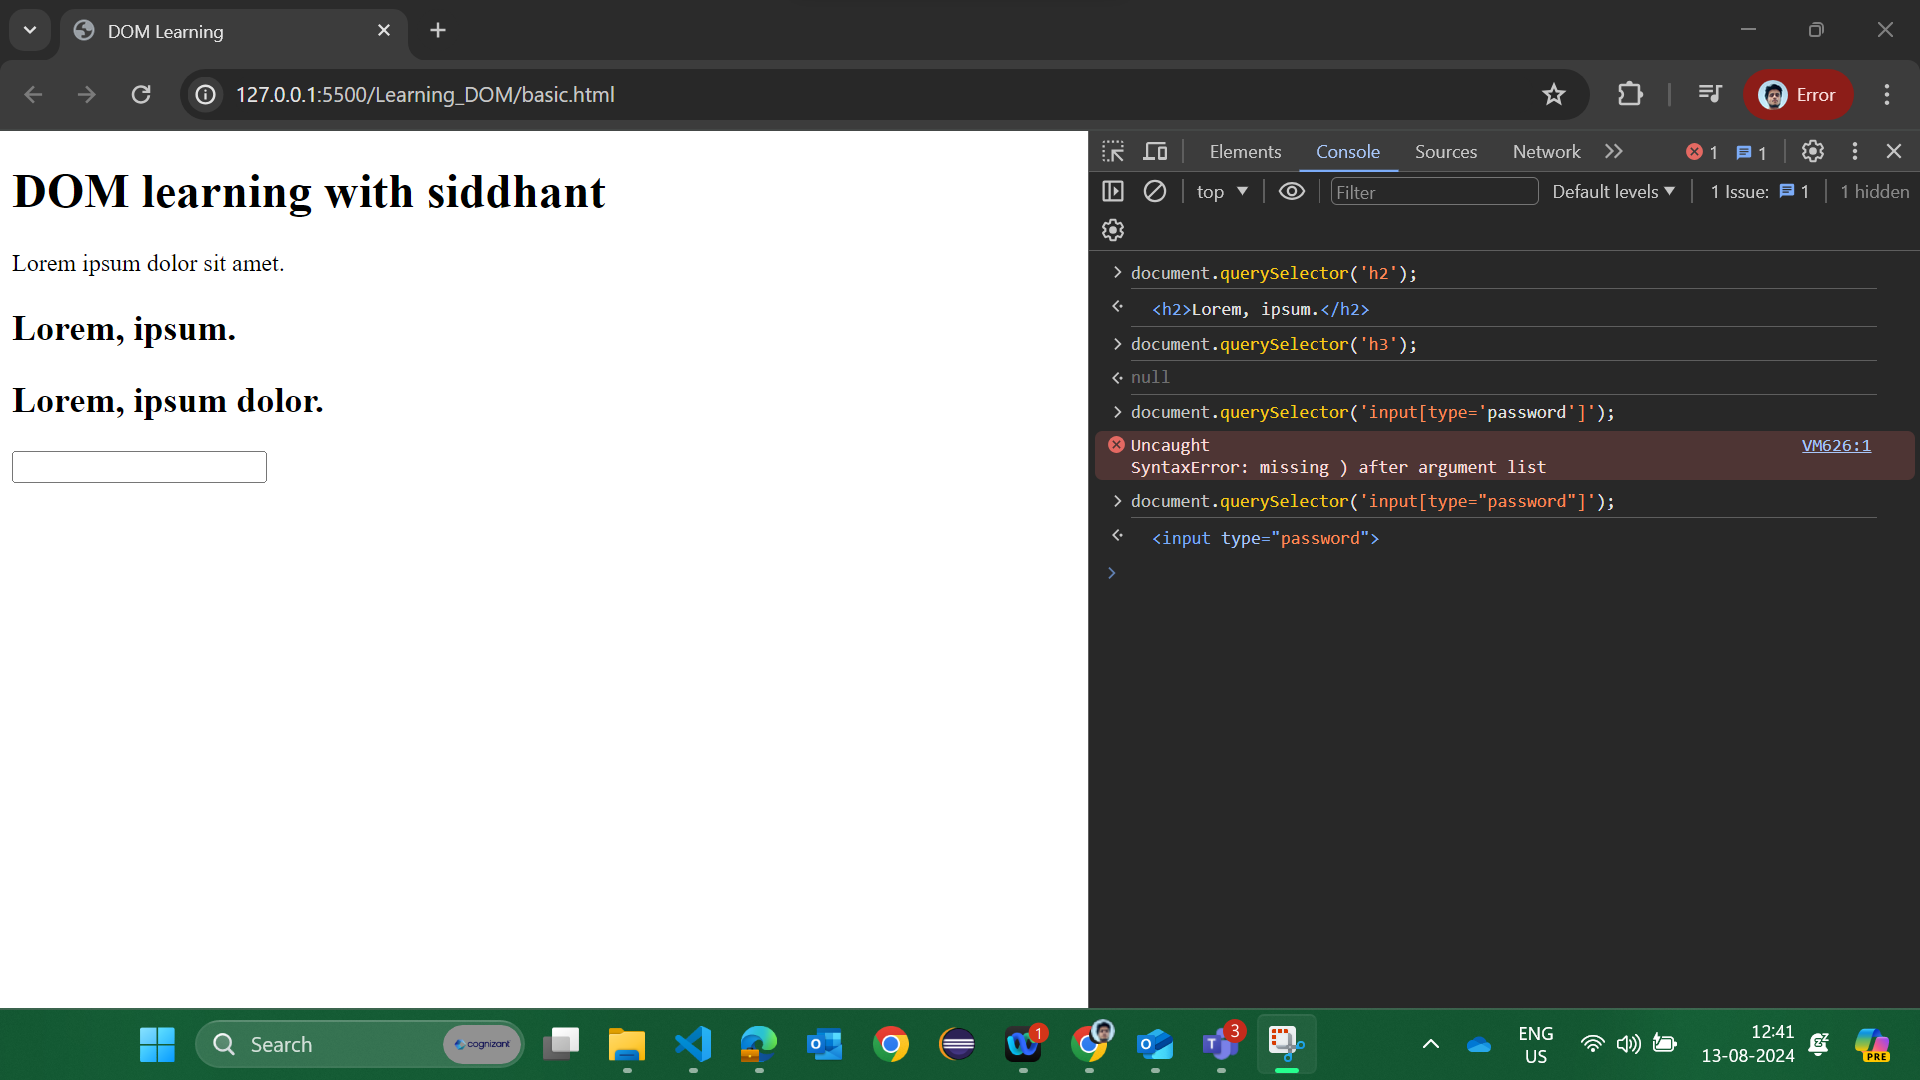 DOM Learning
127.0.0.1:5500/Learning_DOM/basic.html
Error
DOM learning with siddhant
Lorem ipsum dolor sit amet.
Lorem, ipsum.
Lorem, ipsum dolor.
Elements Console Sources Network 1 1
top Filter Default levels 1 Issue: 1 1 hidden
document.querySelector('h2');
<h2>Lorem, ipsum.</h2>
document.querySelector('h3');
null
document.querySelector('input[type='password']');
Uncaught VM626:1
SyntaxError: missing ) after argument list
document.querySelector('input[type="password"]');
<input type="password">
Search cognizant 1 3 ENG US 12:41
13-08-2024 PRE